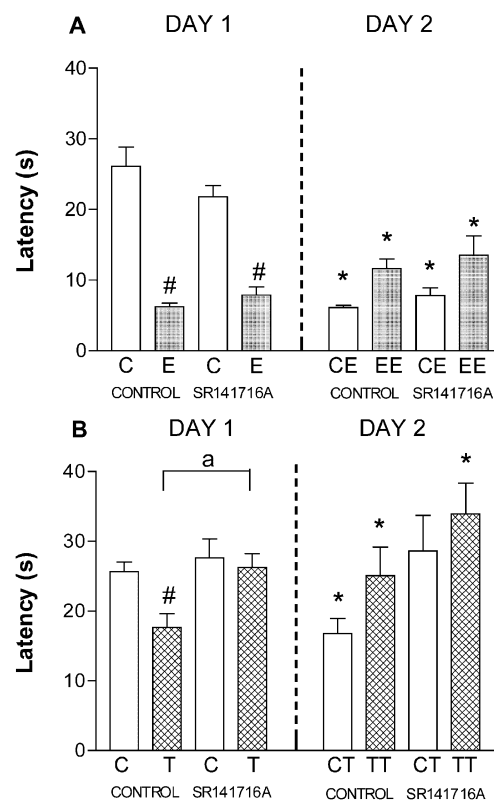 A DAY 1 DAY 2
Latency (s)
40
30
20
10
0
# # * * * *
C E C E CE EE CE EE
CONTROL SR141716A CONTROL SR141716A
B DAY 1 DAY 2
Latency (s)
40
30
20
10
0
a
# * * *
C T C T CT TT CT TT
CONTROL SR141716A CONTROL SR141716A